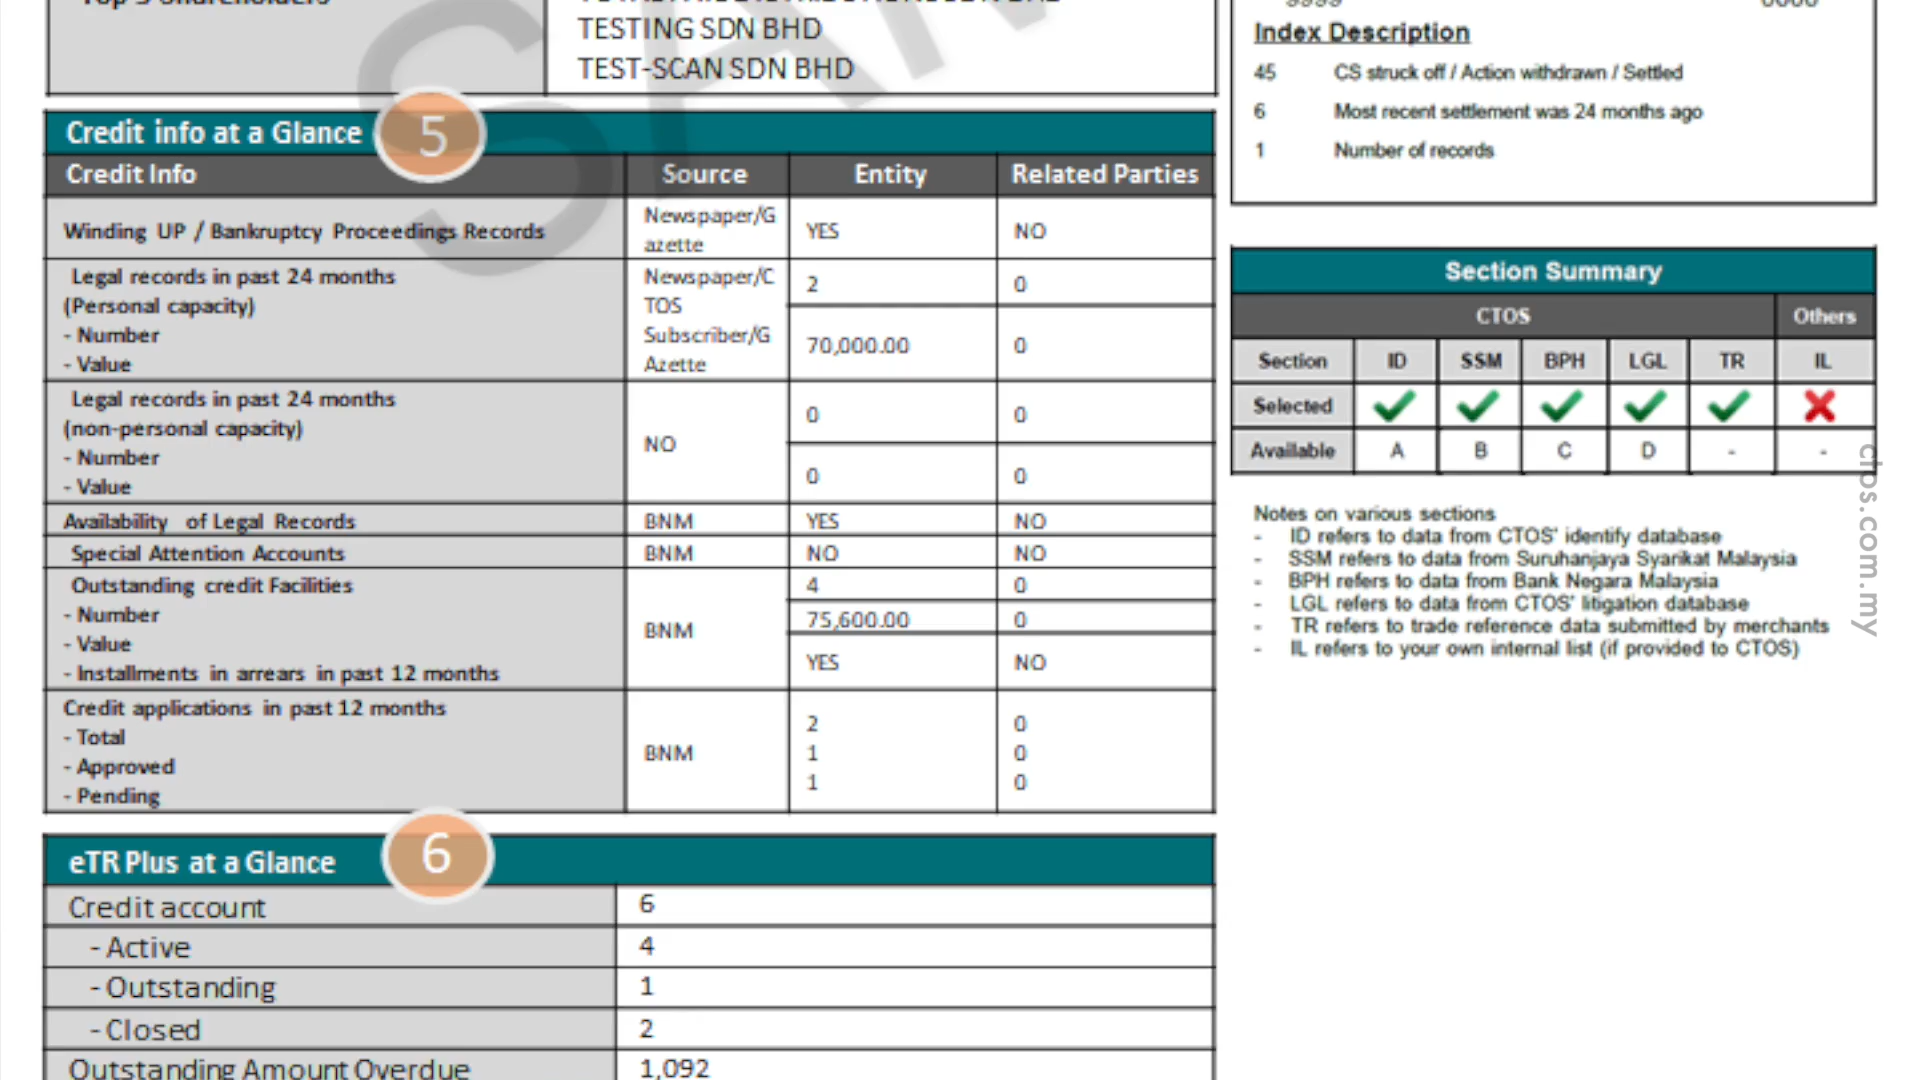 Top 5 Shareholders
TESTING SDN BHD
TEST-SCAN SDN BHD
Credit info at a Glance 5
Credit Info Source Entity Related Parties
Winding UP / Bankruptcy Proceedings Records
Newspaper/G
azette
YES NO
Legal records in past 24 months
(Personal capacity)
- Number
- Value
Newspaper/C
TOS
Subscriber/G
Azette
2 0
70,000.00 0
Legal records in past 24 months
(non-personal capacity)
- Number
- Value
NO
0 0
0 0
Availability of Legal Records BNM YES NO
Special Attention Accounts BNM NO NO
Outstanding credit Facilities
- Number
- Value
- Installments in arrears in past 12 months
BNM
4 0
75,600.00 0
YES NO
Credit applications in past 12 months
- Total
- Approved
- Pending
BNM
2 0
1 0
1 0
eTR Plus at a Glance 6
Credit account 6
- Active 4
- Outstanding 1
- Closed 2
Outstanding Amount Overdue 1,092
9999 0000
Index Description
45 CS struck off / Action withdrawn / Settled
6 Most recent settlement was 24 months ago
1 Number of records
Section Summary
CTOS Others
Section ID SSM BPH LGL TR IL
Selected
Available A B C D - -
Notes on various sections
- ID refers to data from CTOS' identify database
- SSM refers to data from Suruhanjaya Syarikat Malaysia
- BPH refers to data from Bank Negara Malaysia
- LGL refers to data from CTOS' litigation database
- TR refers to trade reference data submitted by merchants
- IL refers to your own internal list (if provided to CTOS)
ctos.com.my